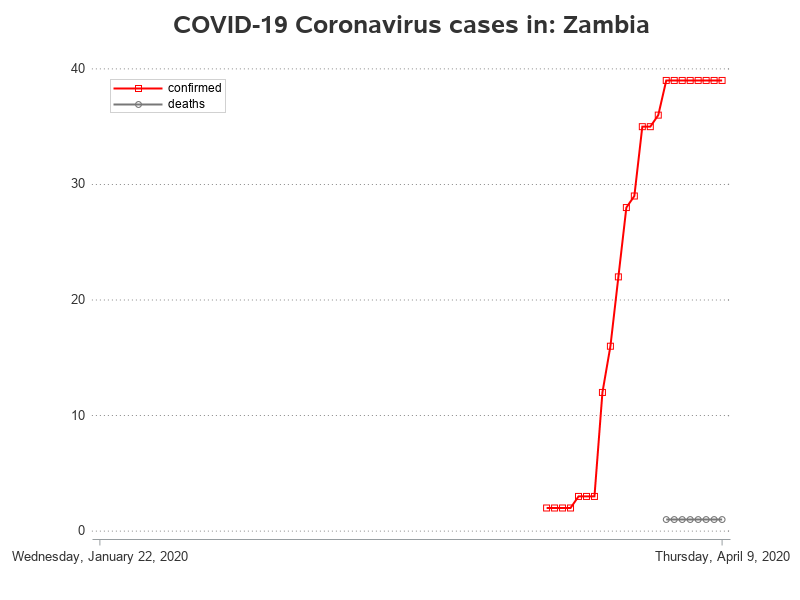 COVID-19 Coronavirus cases in: Zambia
40
confirmed
deaths
30
20
10
0
Wednesday, January 22, 2020
Thursday, April 9, 2020